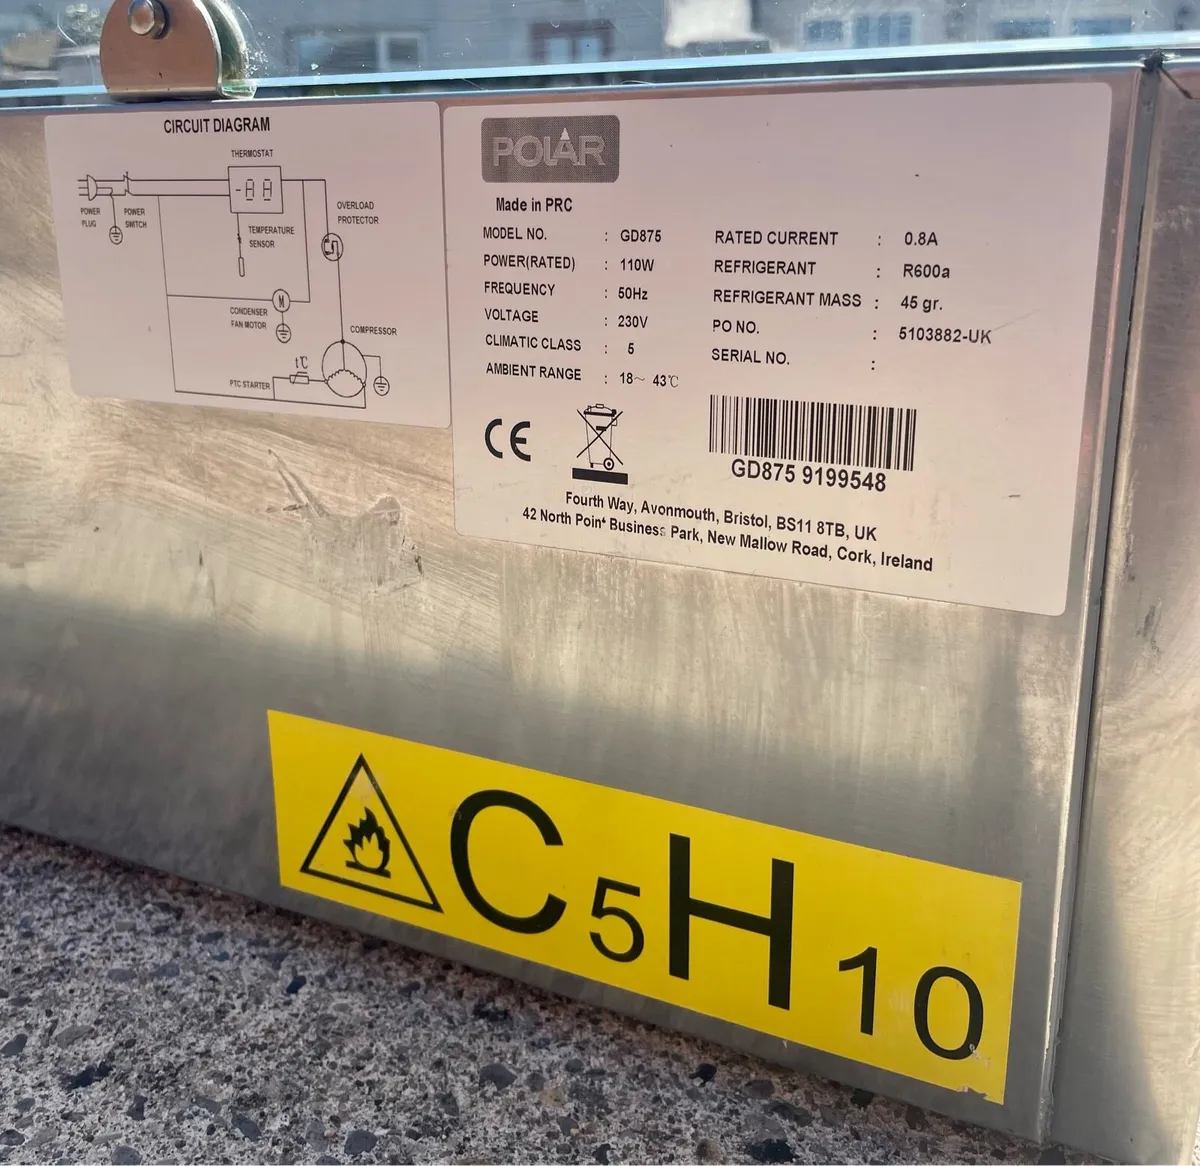 CIRCUIT DIAGRAM
THERMOSTAT
-88
POWER PLUG
POWER SWITCH
TEMPERATURE SENSOR
OVERLOAD PROTECTOR
M
CONDENSER FAN MOTOR
COMPRESSOR
t℃
PTC STARTER
POLAR
Made in PRC
MODEL NO. : GD875
POWER(RATED) : 110W
FREQUENCY : 50Hz
VOLTAGE : 230V
CLIMATIC CLASS : 5
AMBIENT RANGE : 18~ 43℃
RATED CURRENT : 0.8A
REFRIGERANT : R600a
REFRIGERANT MASS : 45 gr.
PO NO. : 5103882-UK
SERIAL NO. :
CE
GD875 9199548
Fourth Way, Avonmouth, Bristol, BS11 8TB, UK
42 North Point Business Park, New Mallow Road, Cork, Ireland
C5H10